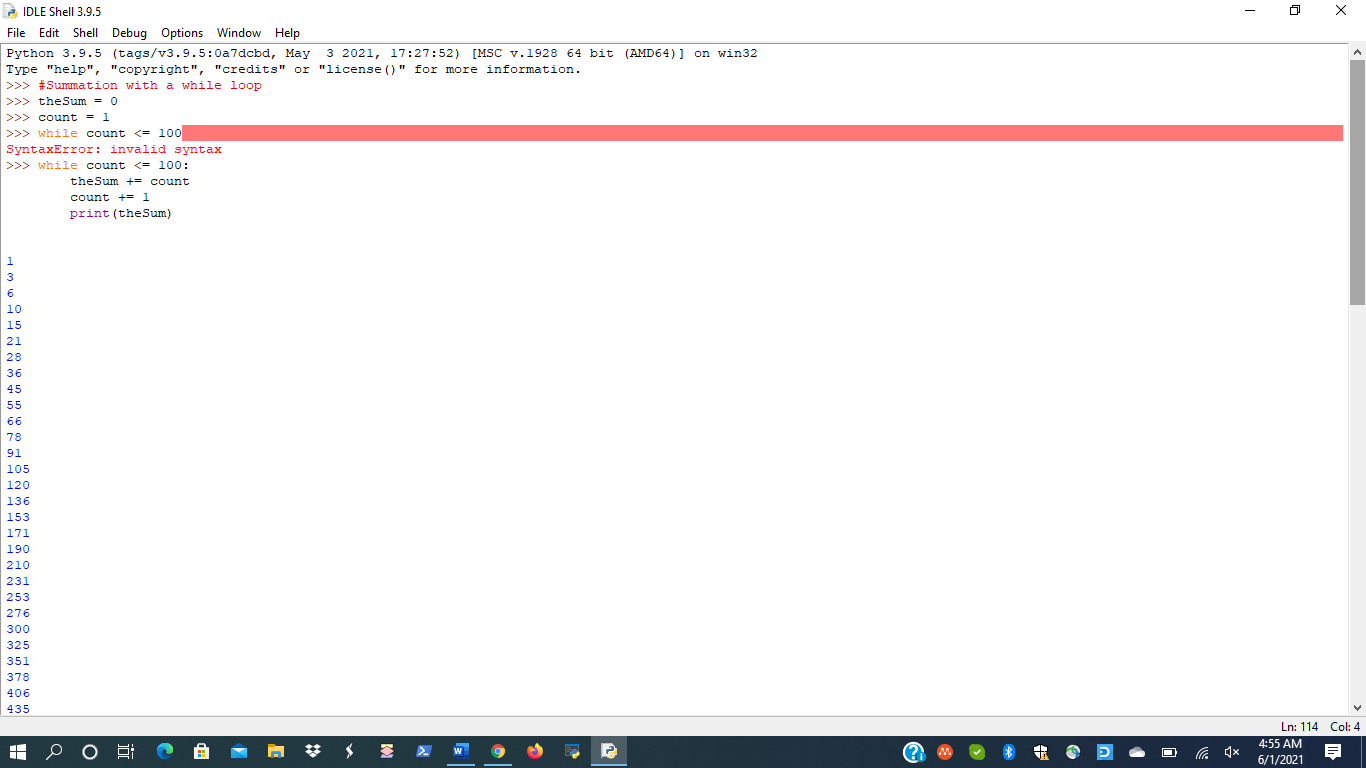 IDLE Shell 3.9.5
File Edit Shell Debug Options Window Help
Python 3.9.5 (tags/v3.9.5:0a7dcbd, May  3 2021, 17:27:52) [MSC v.1928 64 bit (AMD64)] on win32
Type "help", "copyright", "credits" or "license()" for more information.
>>> #Summation with a while loop
>>> theSum = 0
>>> count = 1
>>> while count <= 100
SyntaxError: invalid syntax
>>> while count <= 100:
        theSum += count
        count += 1
        print(theSum)
1
3
6
10
15
21
28
36
45
55
66
78
91
105
120
136
153
171
190
210
231
253
276
300
325
351
378
406
435
Ln: 114 Col: 4
4:55 AM
6/1/2021